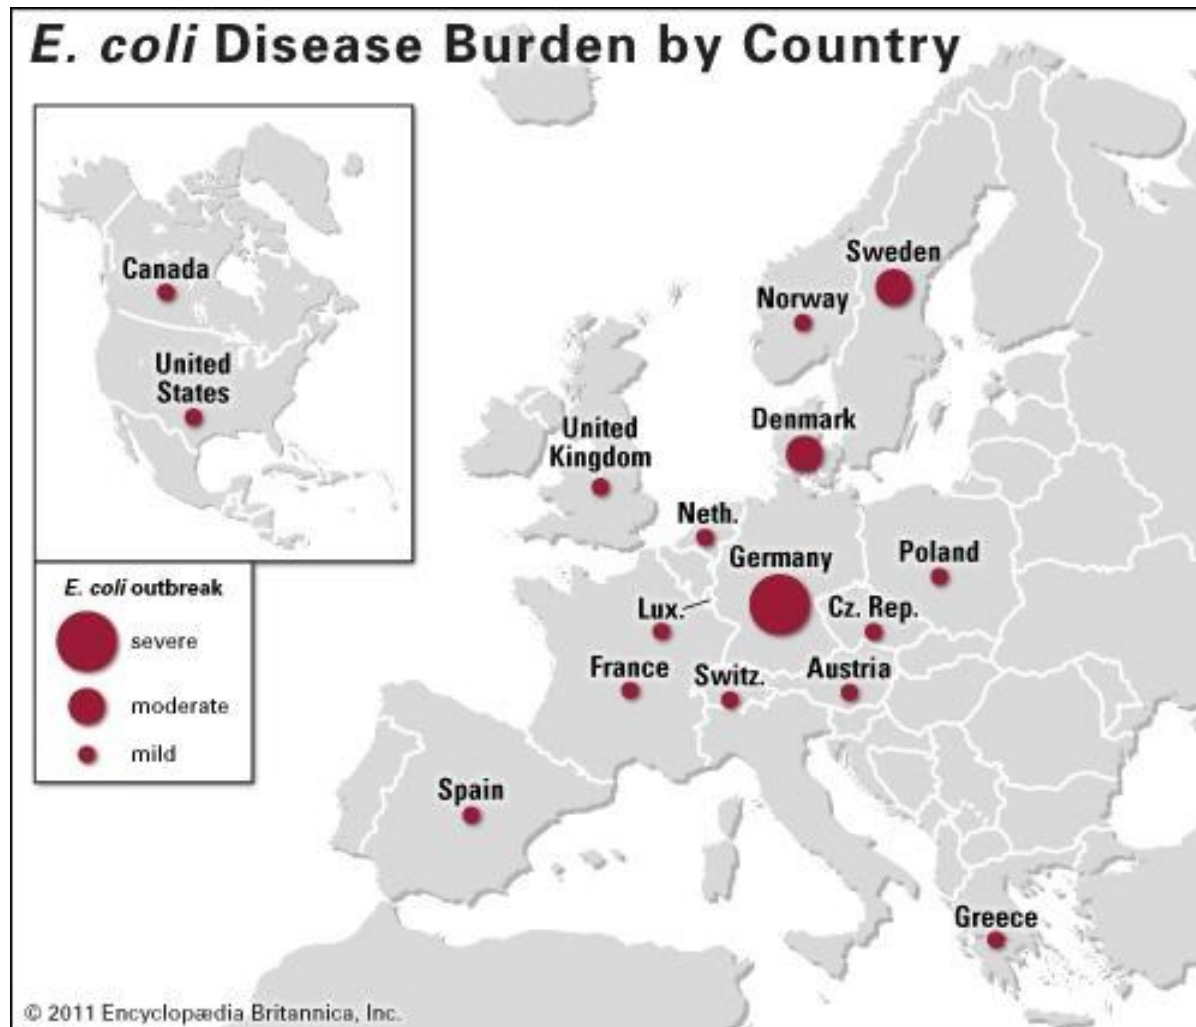 E. coli Disease Burden by Country
Canada
United
States
E. coli outbreak
severe
moderate
mild
Sweden
Norway
Denmark
United
Kingdom
Neth.
Germany
Poland
Lux.
Cz. Rep.
France
Switz.
Austria
Spain
Greece
© 2011 Encyclopædia Britannica, Inc.